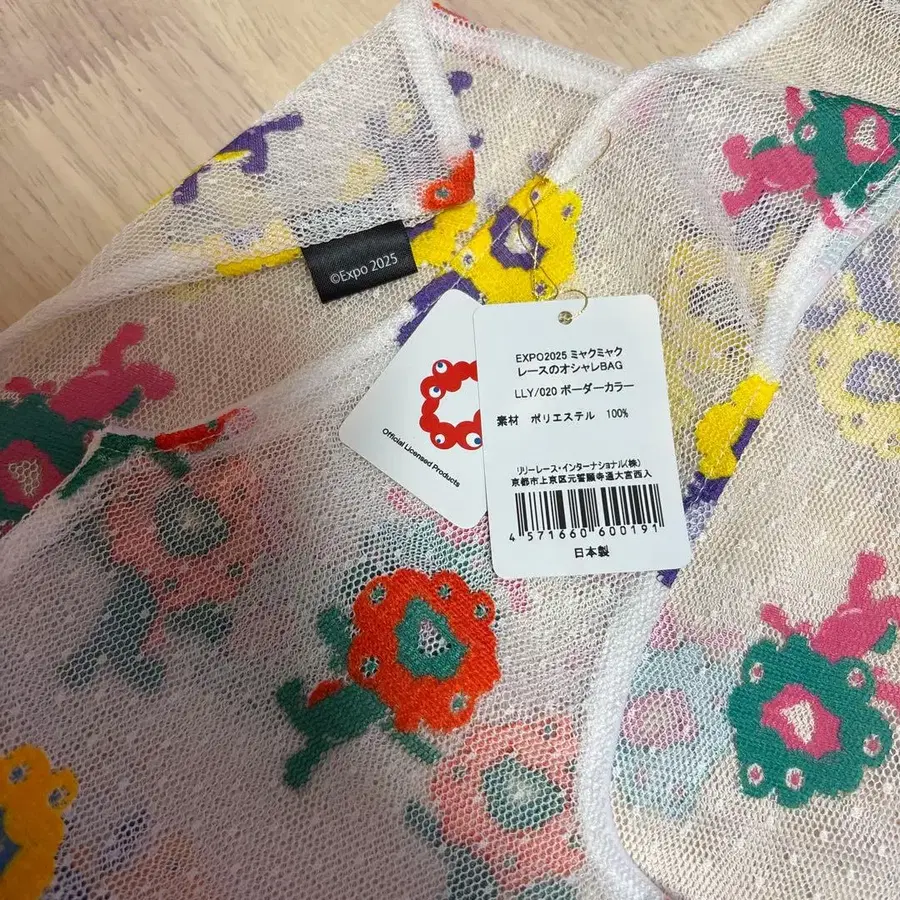 ©Expo 2025
Official Licensed Products
EXPO2025 ミャクミャク
レースのオシャレBAG
LLY/020 ボーダーカラー
素材 ポリエステル 100%
リリーレース・インターナショナル(株)
京都市上京区元誓願寺通大宮西入
4 571660 600191
日本製